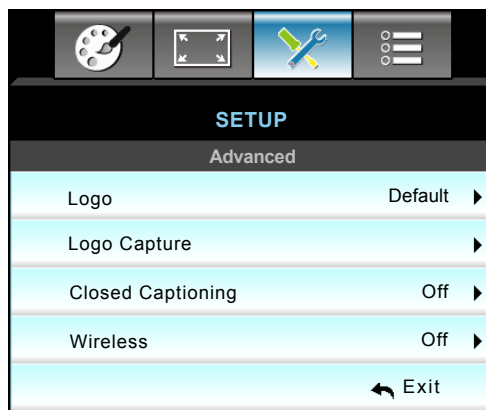 SETUP
Advanced
Logo Default
Logo Capture
Closed Captioning Off
Wireless Off
Exit